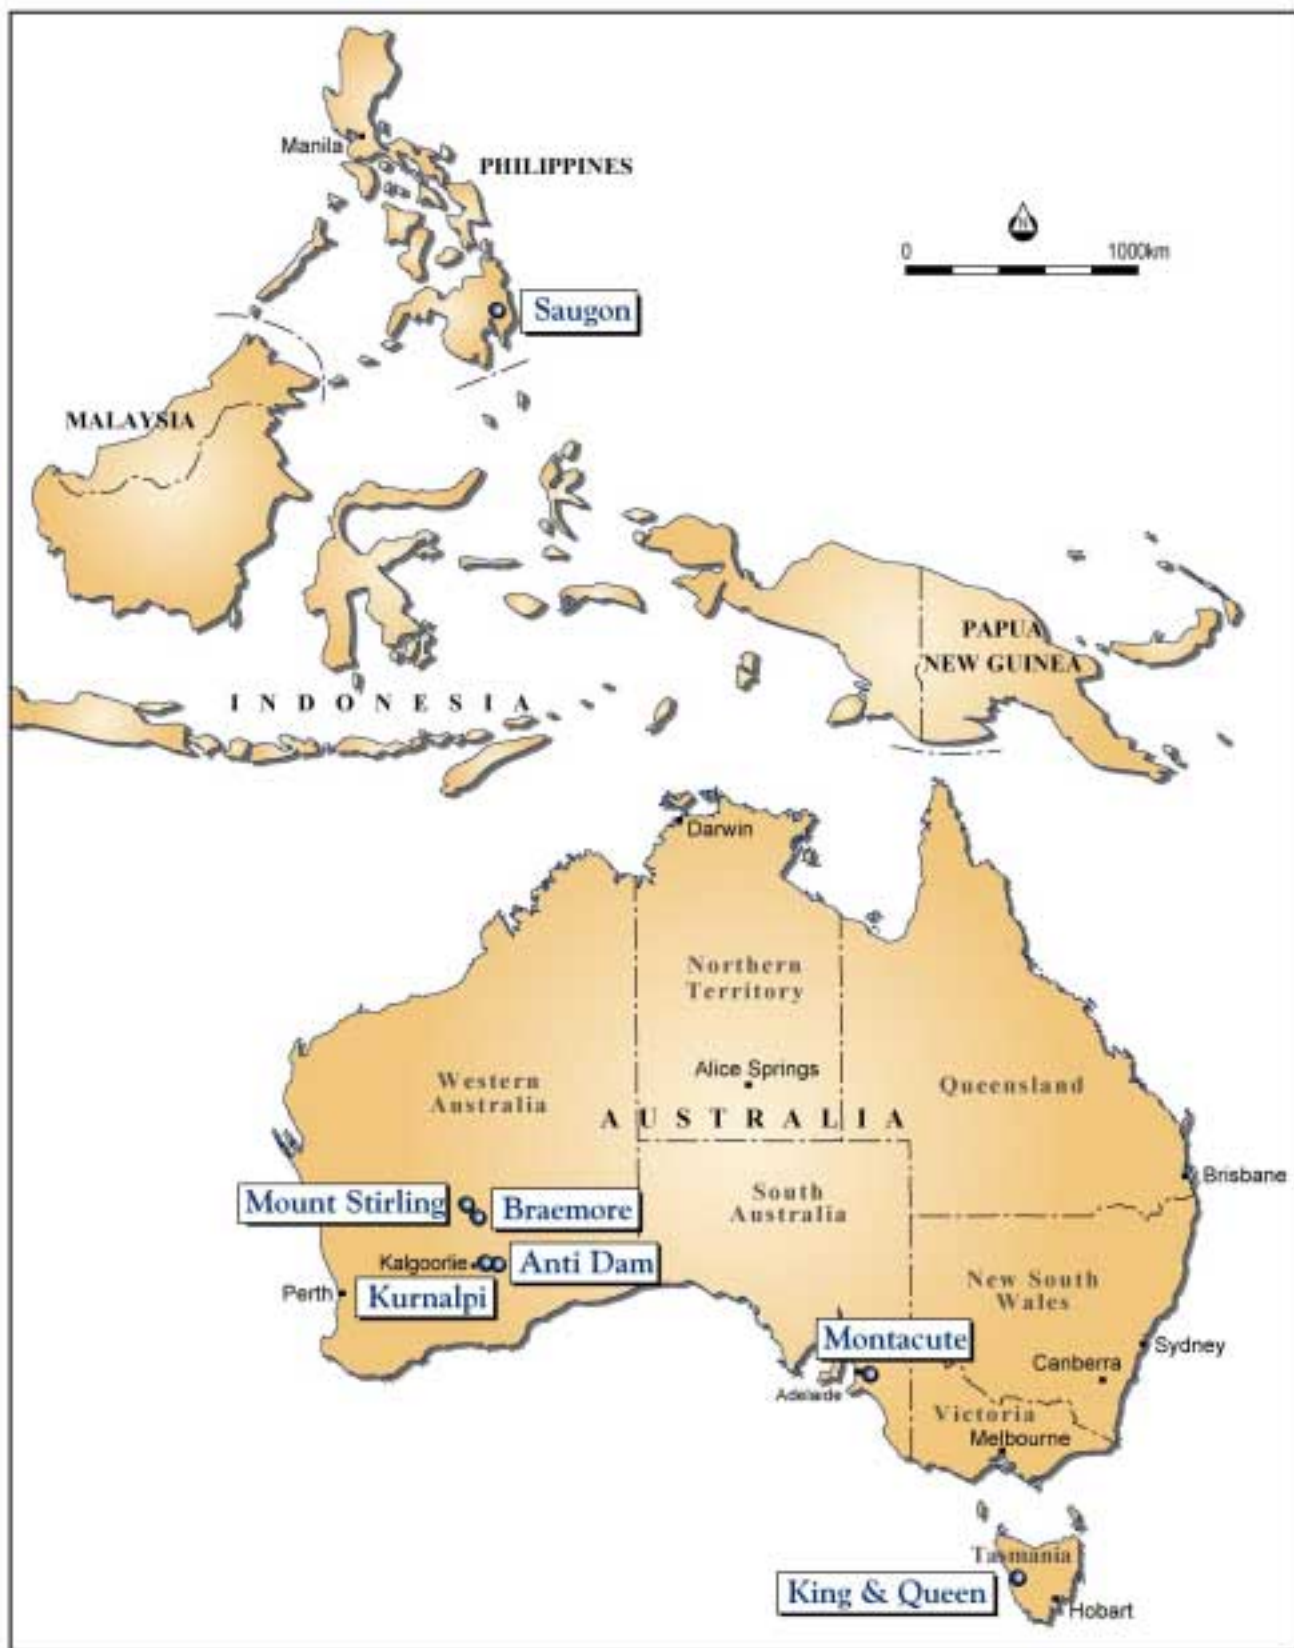 Manila
PHILIPPINES
N
0 1000km
Saugon
MALAYSIA
PAPUA
NEW GUINEA
INDONESIA
Darwin
Northern
Territory
Alice Springs
Western
Australia
Queensland
AUSTRALIA
Brisbane
South
Australia
Mount Stirling
Braemore
Kalgoorlie
Anti Dam
Perth
Kurnalpi
New South
Wales
Montacute
Sydney
Canberra
Adelaide
Victoria
Melbourne
Tasmania
King & Queen
Hobart